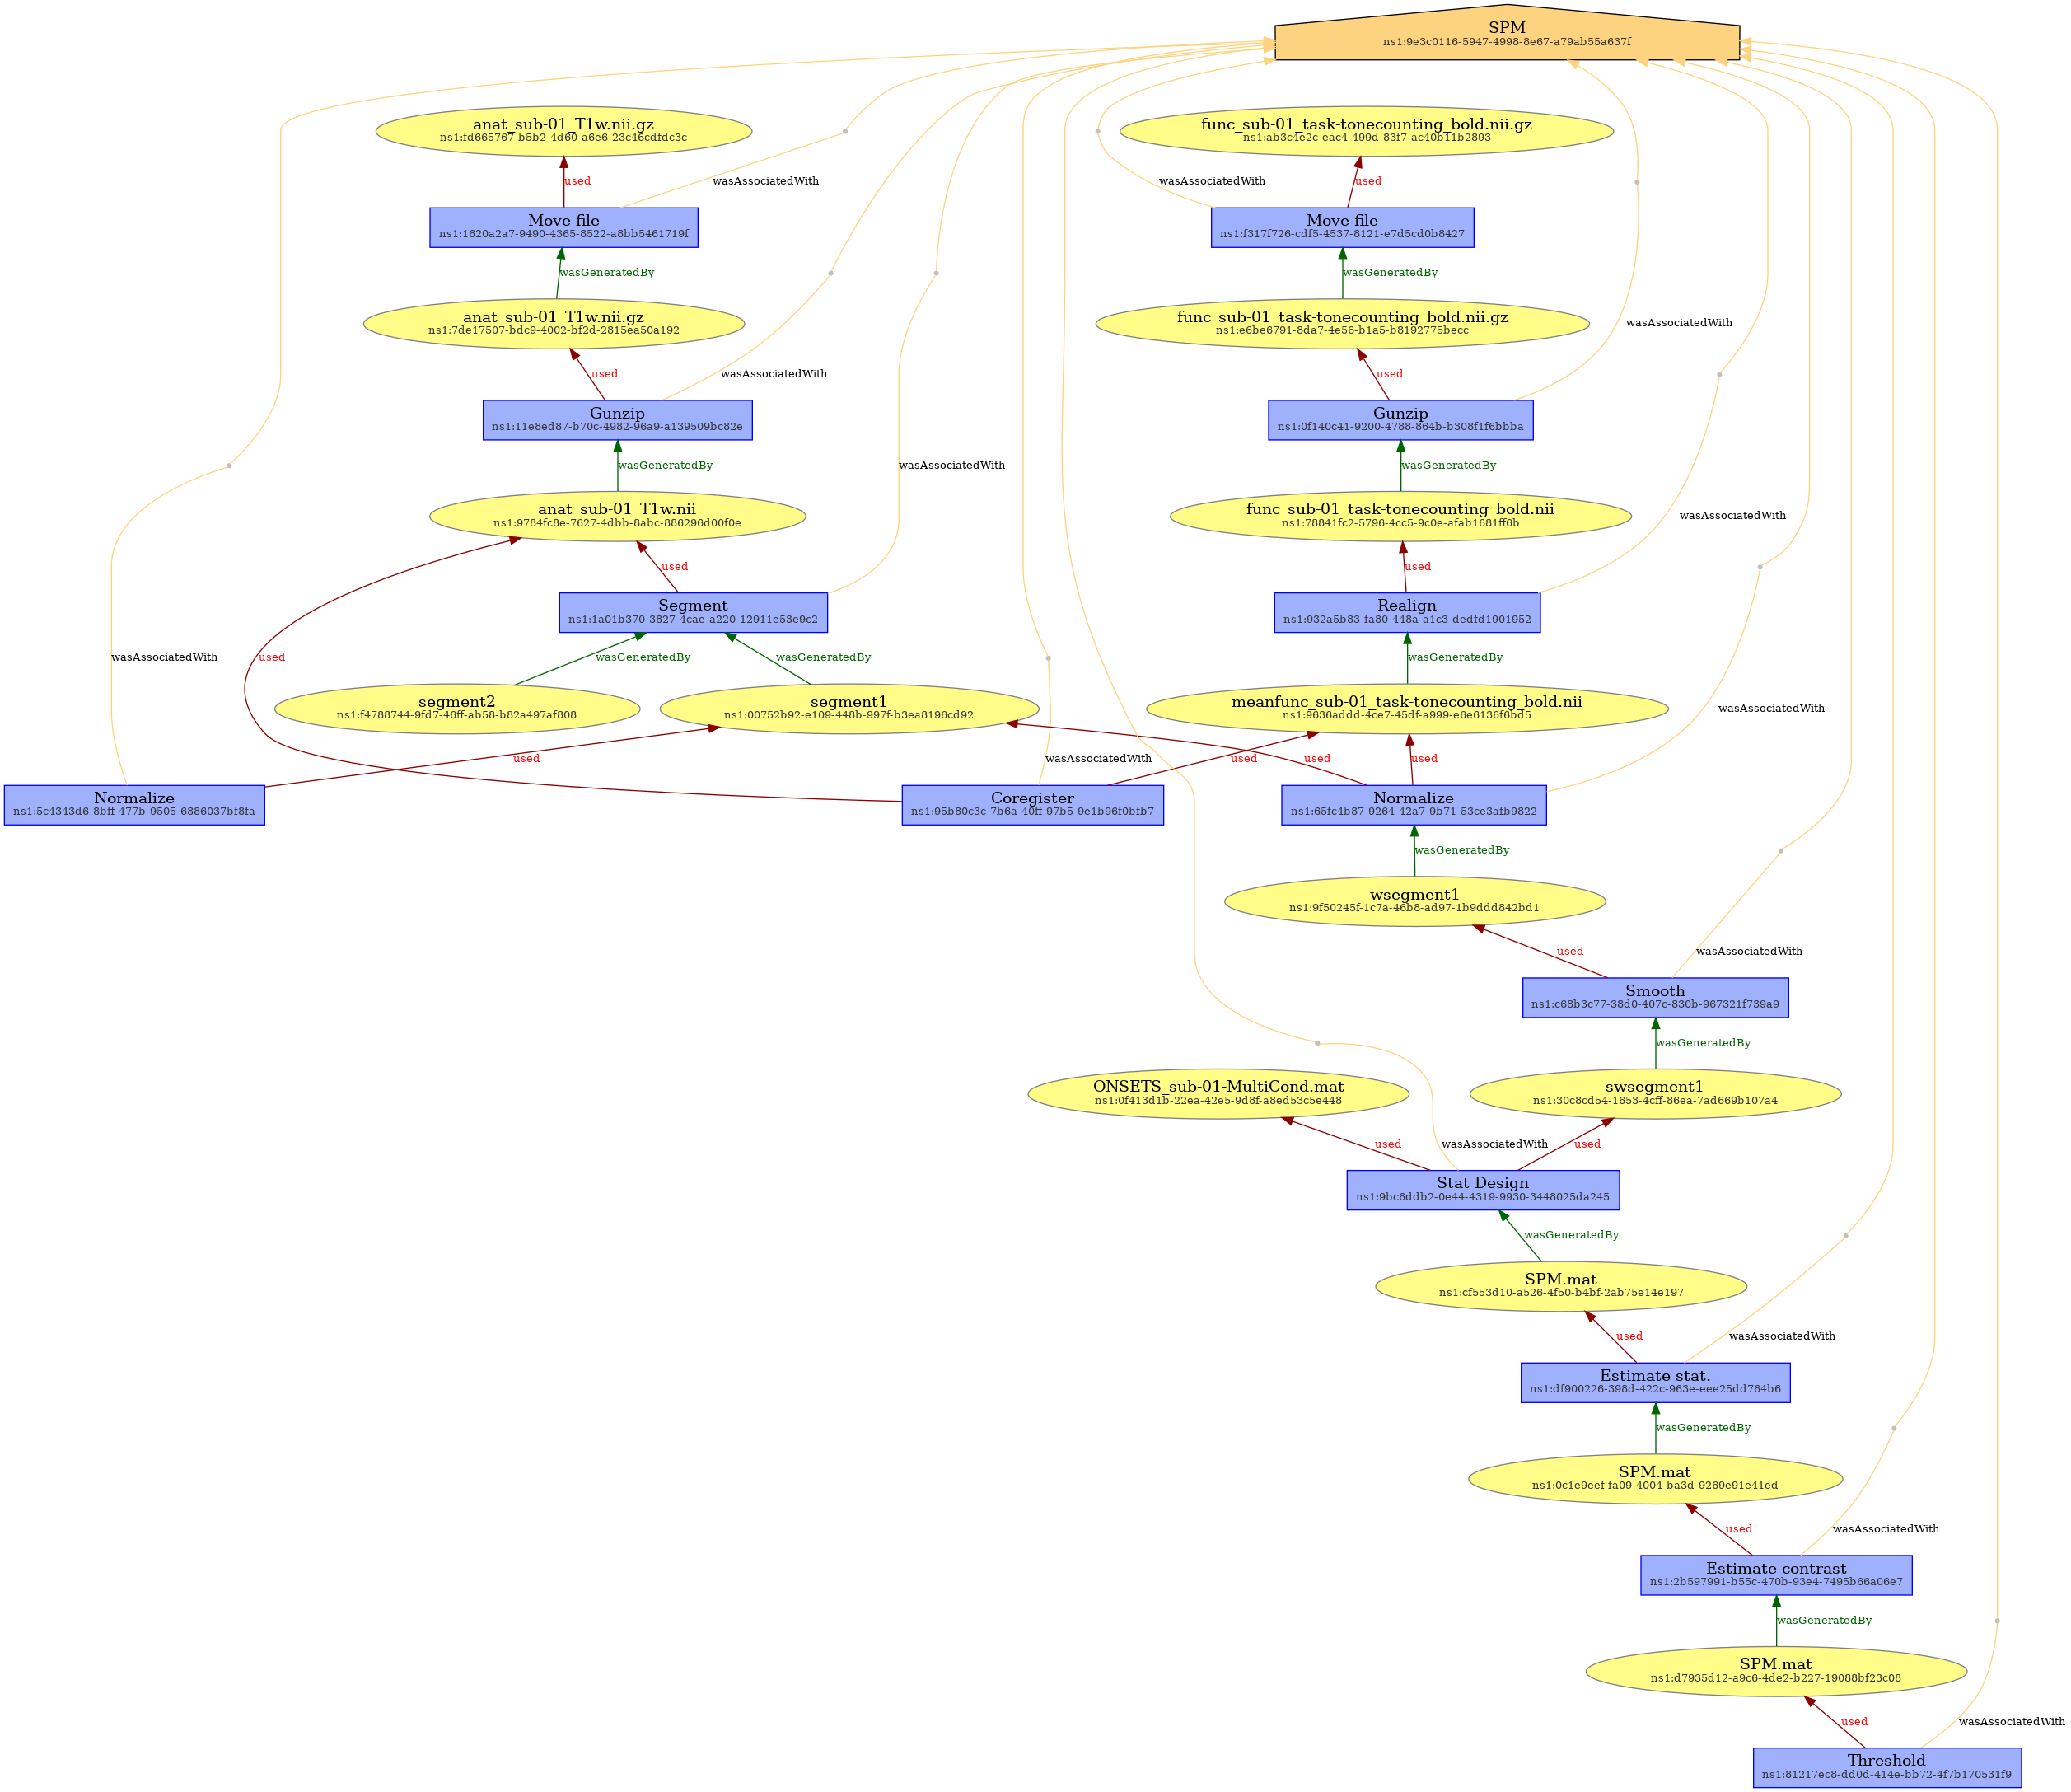 SPM
ns1:9e3c0116-5947-4998-8e67-a79ab55a637f
anat_sub-01_T1w.nii.gz
ns1:fd665767-b5b2-4d60-a6e6-23c46cdfdc3c
func_sub-01_task-tonecounting_bold.nii.gz
ns1:ab3c4e2c-eac4-499d-83f7-ac40b11b2893
used
wasAssociatedWith
wasAssociatedWith
used
Move file
ns1:1620a2a7-9490-4365-8522-a8bb5461719f
Move file
ns1:f317f726-cdf5-4537-8121-e7d5cd0b8427
wasGeneratedBy
wasGeneratedBy
anat_sub-01_T1w.nii.gz
ns1:7de17507-bdc9-4002-bf2d-2815ea50a192
func_sub-01_task-tonecounting_bold.nii.gz
ns1:e6be6791-8da7-4e56-b1a5-b8192775becc
wasAssociatedWith
used
wasAssociatedWith
used
Gunzip
ns1:11e8ed87-b70c-4982-96a9-a139509bc82e
Gunzip
ns1:0f140c41-9200-4788-864b-b308f1f6bbba
wasGeneratedBy
wasAssociatedWith
wasGeneratedBy
anat_sub-01_T1w.nii
ns1:9784fc8e-7627-4dbb-8abc-886296d00f0e
func_sub-01_task-tonecounting_bold.nii
ns1:78841fc2-5796-4cc5-9c0e-afab1681ff6b
wasAssociatedWith
used
used
Segment
ns1:1a01b370-3827-4cae-a220-12911e53e9c2
Realign
ns1:932a5b83-fa80-448a-a1c3-dedfd1901952
wasAssociatedWith
used
wasGeneratedBy
wasGeneratedBy
wasGeneratedBy
segment2
ns1:f4788744-9fd7-46ff-ab58-b82a497af808
segment1
ns1:00752b92-e109-448b-997f-b3ea8196cd92
meanfunc_sub-01_task-tonecounting_bold.nii
ns1:9636addd-4ce7-45df-a999-e6e6136f6bd5
wasAssociatedWith
used
wasAssociatedWith
used
used
used
Normalize
ns1:5c4343d6-8bff-477b-9505-6886037bf8fa
Coregister
ns1:95b80c3c-7b6a-40ff-97b5-9e1b96f0bfb7
Normalize
ns1:65fc4b87-9264-42a7-9b71-53ce3afb9822
wasGeneratedBy
wsegment1
ns1:9f50245f-1c7a-46b8-ad97-1b9ddd842bd1
used
wasAssociatedWith
Smooth
ns1:c68b3c77-38d0-407c-830b-967321f739a9
wasGeneratedBy
ONSETS_sub-01-MultiCond.mat
ns1:0f413d1b-22ea-42e5-9d8f-a8ed53c5e448
swsegment1
ns1:30c8cd54-1653-4cff-86ea-7ad669b107a4
used
wasAssociatedWith
used
Stat Design
ns1:9bc6ddb2-0e44-4319-9930-3448025da245
wasGeneratedBy
SPM.mat
ns1:cf553d10-a526-4f50-b4bf-2ab75e14e197
used
wasAssociatedWith
Estimate stat.
ns1:df900226-398d-422c-963e-eee25dd764b6
wasGeneratedBy
SPM.mat
ns1:0c1e9eef-fa09-4004-ba3d-9269e91e41ed
used
wasAssociatedWith
Estimate contrast
ns1:2b597991-b55c-470b-93e4-7495b66a06e7
wasGeneratedBy
SPM.mat
ns1:d7935d12-a9c6-4de2-b227-19088bf23c08
used
wasAssociatedWith
Threshold
ns1:81217ec8-dd0d-414e-bb72-4f7b170531f9